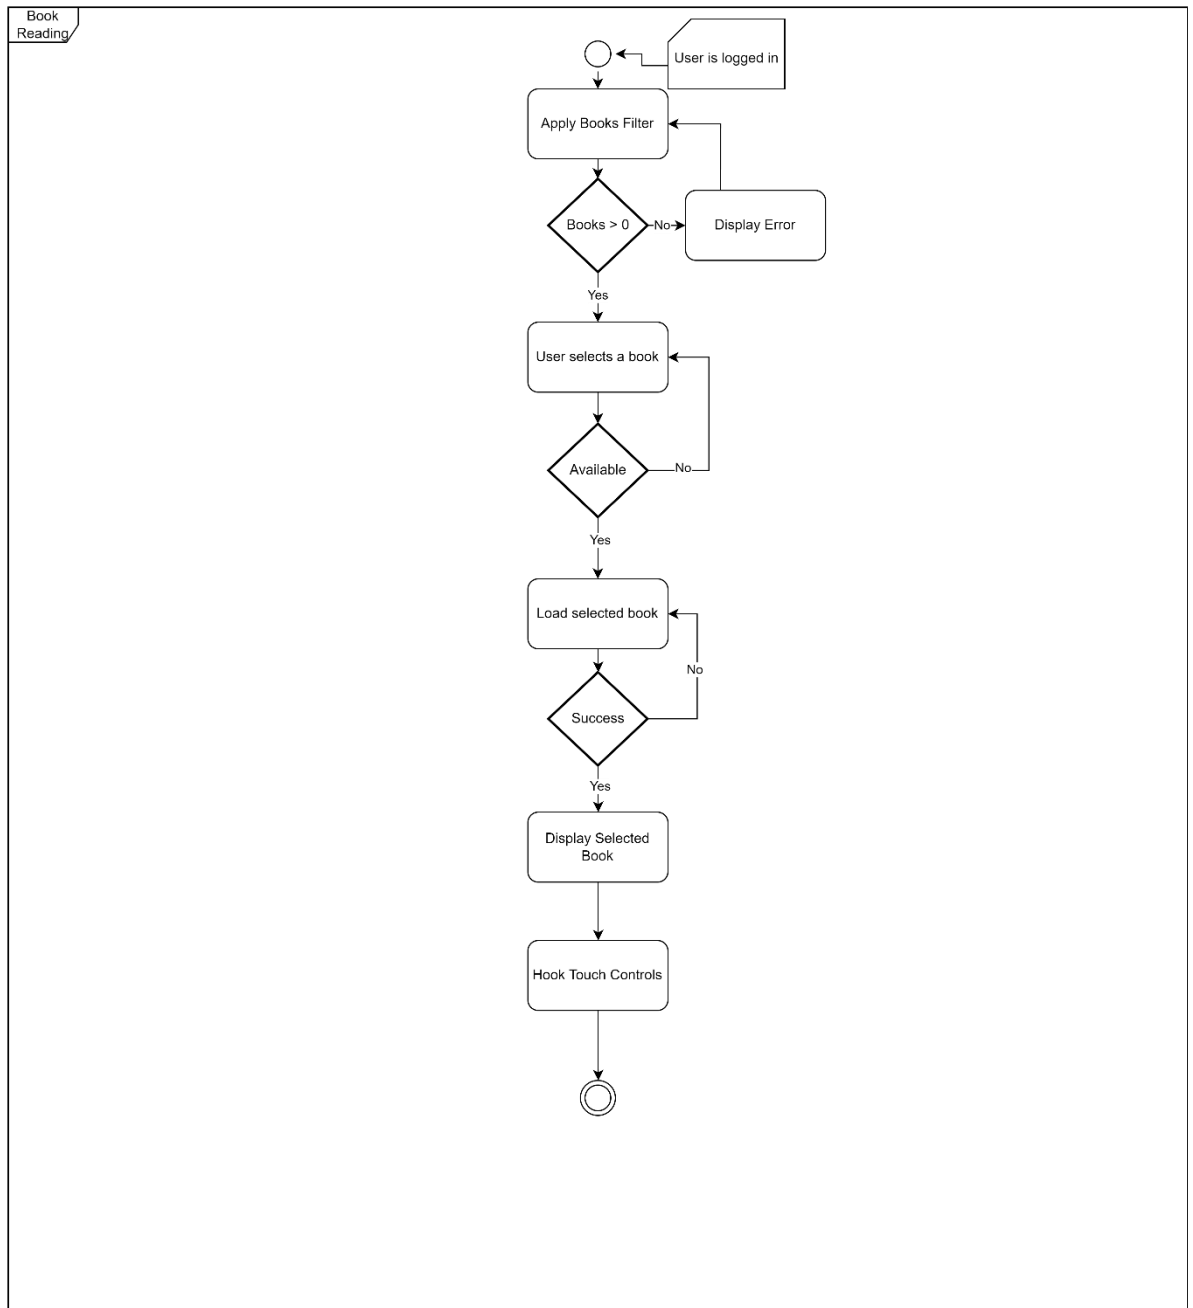 Book
Reading
User is logged in
Apply Books Filter
Books > 0
No
Display Error
Yes
User selects a book
Available
No
Yes
Load selected book
No
Success
Yes
Display Selected
Book
Hook Touch Controls